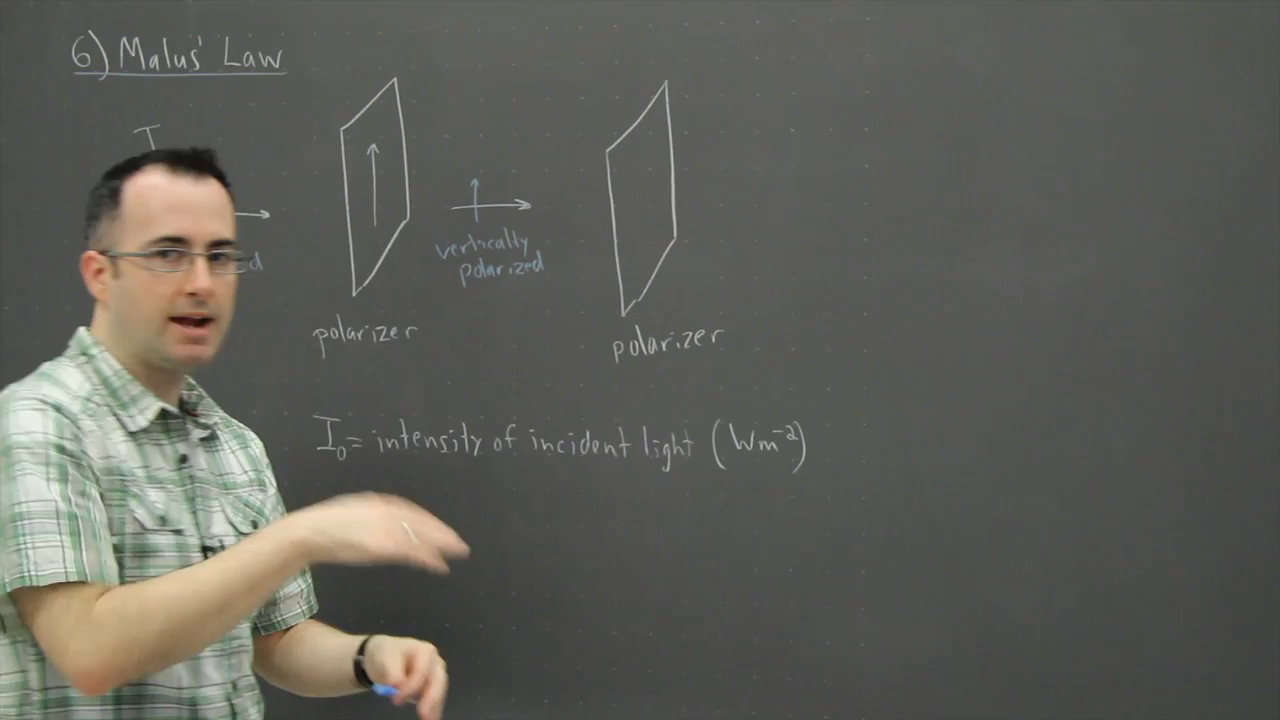 6) Malus' Law
I
vertically
polarized
polarizer
polarizer
I₀ = intensity of incident light (Wm⁻²)